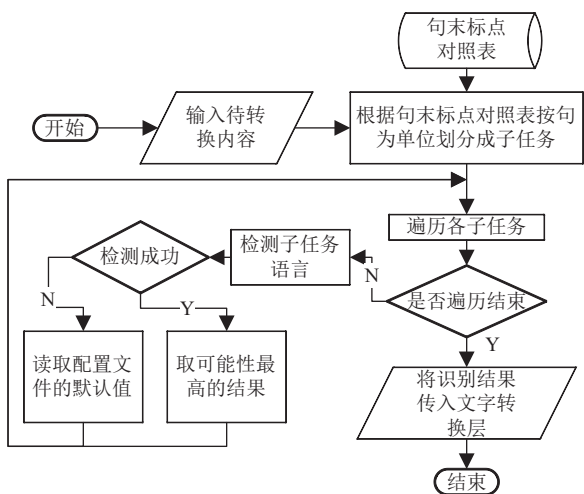 句末标点
对照表
开始
输入待转
换内容
根据句末标点对照表按句
为单位划分成子任务
遍历各子任务
检测成功
检测子任务
语言
N
是否遍历结束
N
Y
Y
读取配置文
件的默认值
取可能性最
高的结果
将识别结果
传入文字转
换层
结束